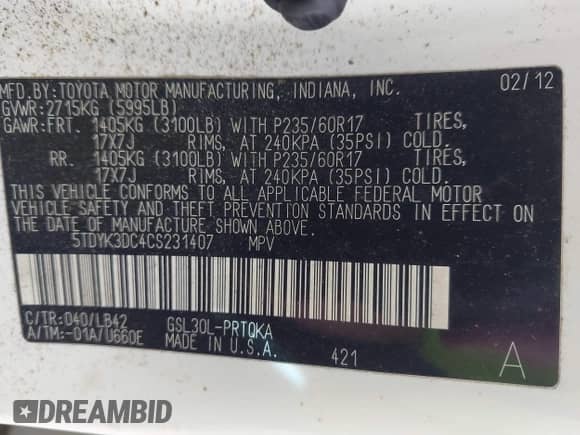 MFD.BY:TOYOTA MOTOR MANUFACTURING, INDIANA, INC. 02/12
GVWR:2715KG (5995LB)
GAWR:FRT. 1405KG (3100LB) WITH P235/60R17 TIRES,
17X7J RIMS, AT 240KPA (35PSI) COLD.
RR. 1405KG (3100LB) WITH P235/60R17 TIRES,
17X7J RIMS, AT 240KPA (35PSI) COLD.
THIS VEHICLE CONFORMS TO ALL APPLICABLE FEDERAL MOTOR
VEHICLE SAFETY AND THEFT PREVENTION STANDARDS IN EFFECT ON
THE DATE OF MANUFACTURE SHOWN ABOVE.
5TDYK3DC4CS231407 MPV
C/TR:040/LB42 GSL30L-PRTQKA
A/TM:-01A/U660E MADE IN U.S.A. 421 A
DREAMBID